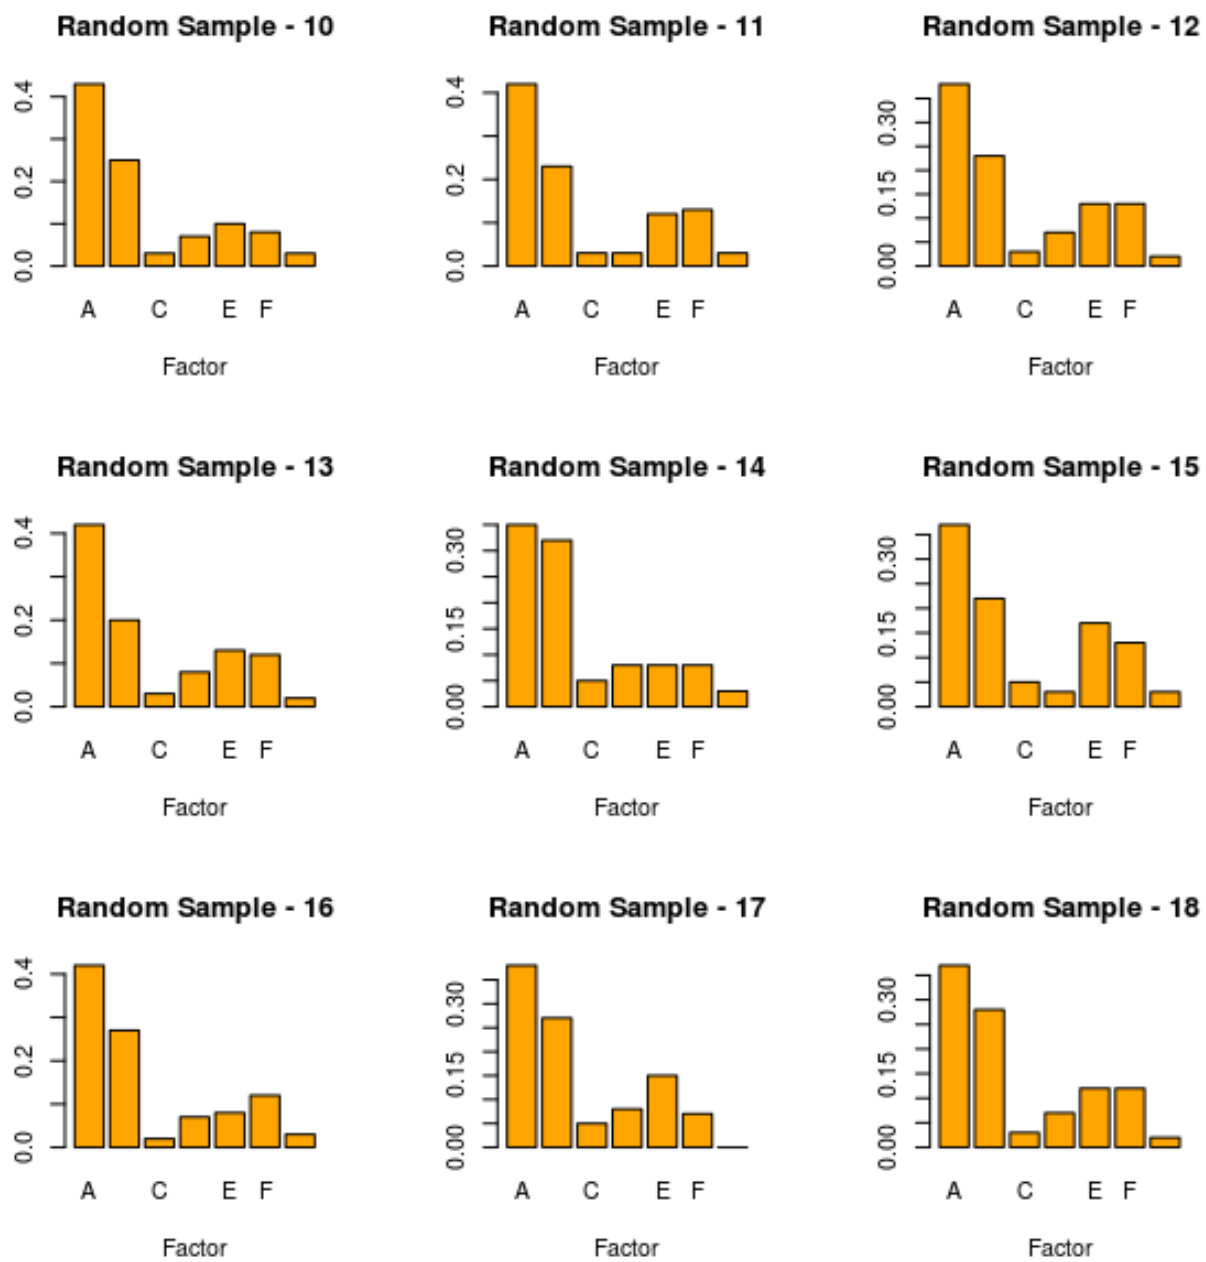 Random Sample - 10
0.4
0.2
0.0
A C E F
Factor
Random Sample - 11
0.4
0.2
0.0
A C E F
Factor
Random Sample - 12
0.30
0.15
0.00
A C E F
Factor
Random Sample - 13
0.4
0.2
0.0
A C E F
Factor
Random Sample - 14
0.30
0.15
0.00
A C E F
Factor
Random Sample - 15
0.30
0.15
0.00
A C E F
Factor
Random Sample - 16
0.4
0.2
0.0
A C E F
Factor
Random Sample - 17
0.30
0.15
0.00
A C E F
Factor
Random Sample - 18
0.30
0.15
0.00
A C E F
Factor